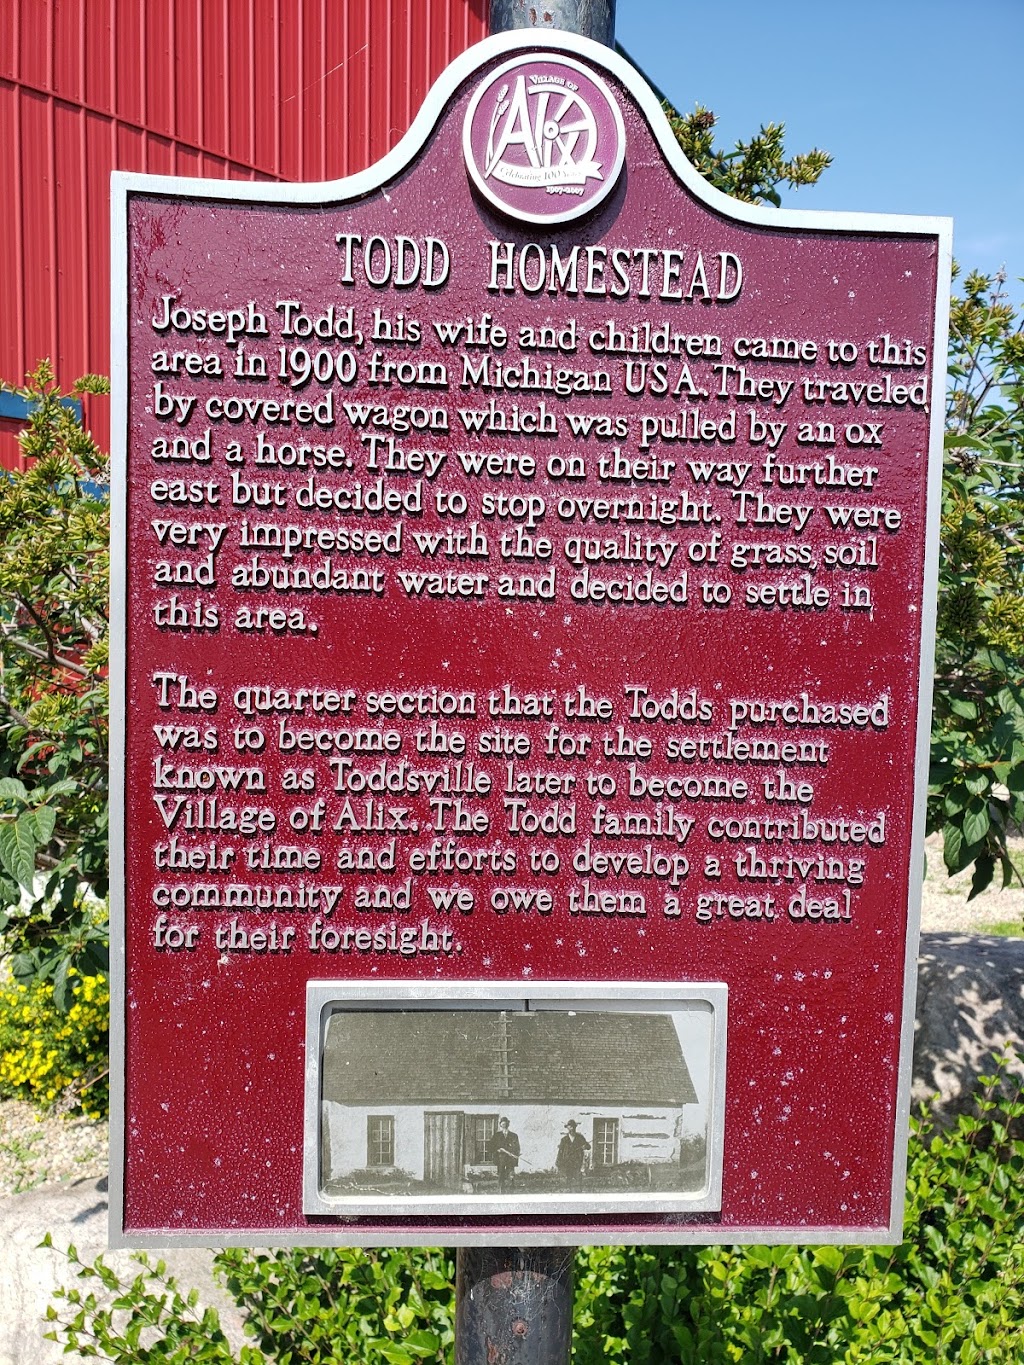 VILLAGE OF
Alix
Celebrating 100 Years
1907-2007
TODD HOMESTEAD
Joseph Todd, his wife and children came to this
area in 1900 from Michigan USA. They traveled
by covered wagon which was pulled by an ox
and a horse. They were on their way further
east but decided to stop overnight. They were
very impressed with the quality of grass, soil
and abundant water and decided to settle in
this area.
The quarter section that the Todds purchased
was to become the site for the settlement
known as Toddsville later to become the
Village of Alix. The Todd family contributed
their time and efforts to develop a thriving
community and we owe them a great deal
for their foresight.